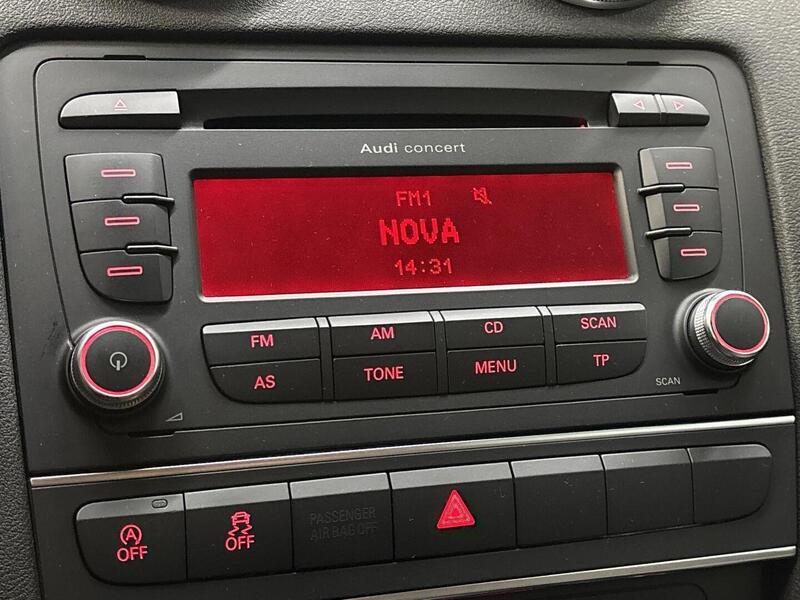 Audi concert
FM1
NOVA
14:31
FM AM CD SCAN
AS TONE MENU TP
SCAN
A
OFF
OFF
PASSENGER
AIR BAG OFF